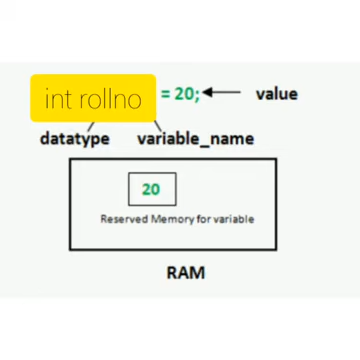 int rollno = 20; value
datatype variable_name
20
Reserved Memory for variable
RAM